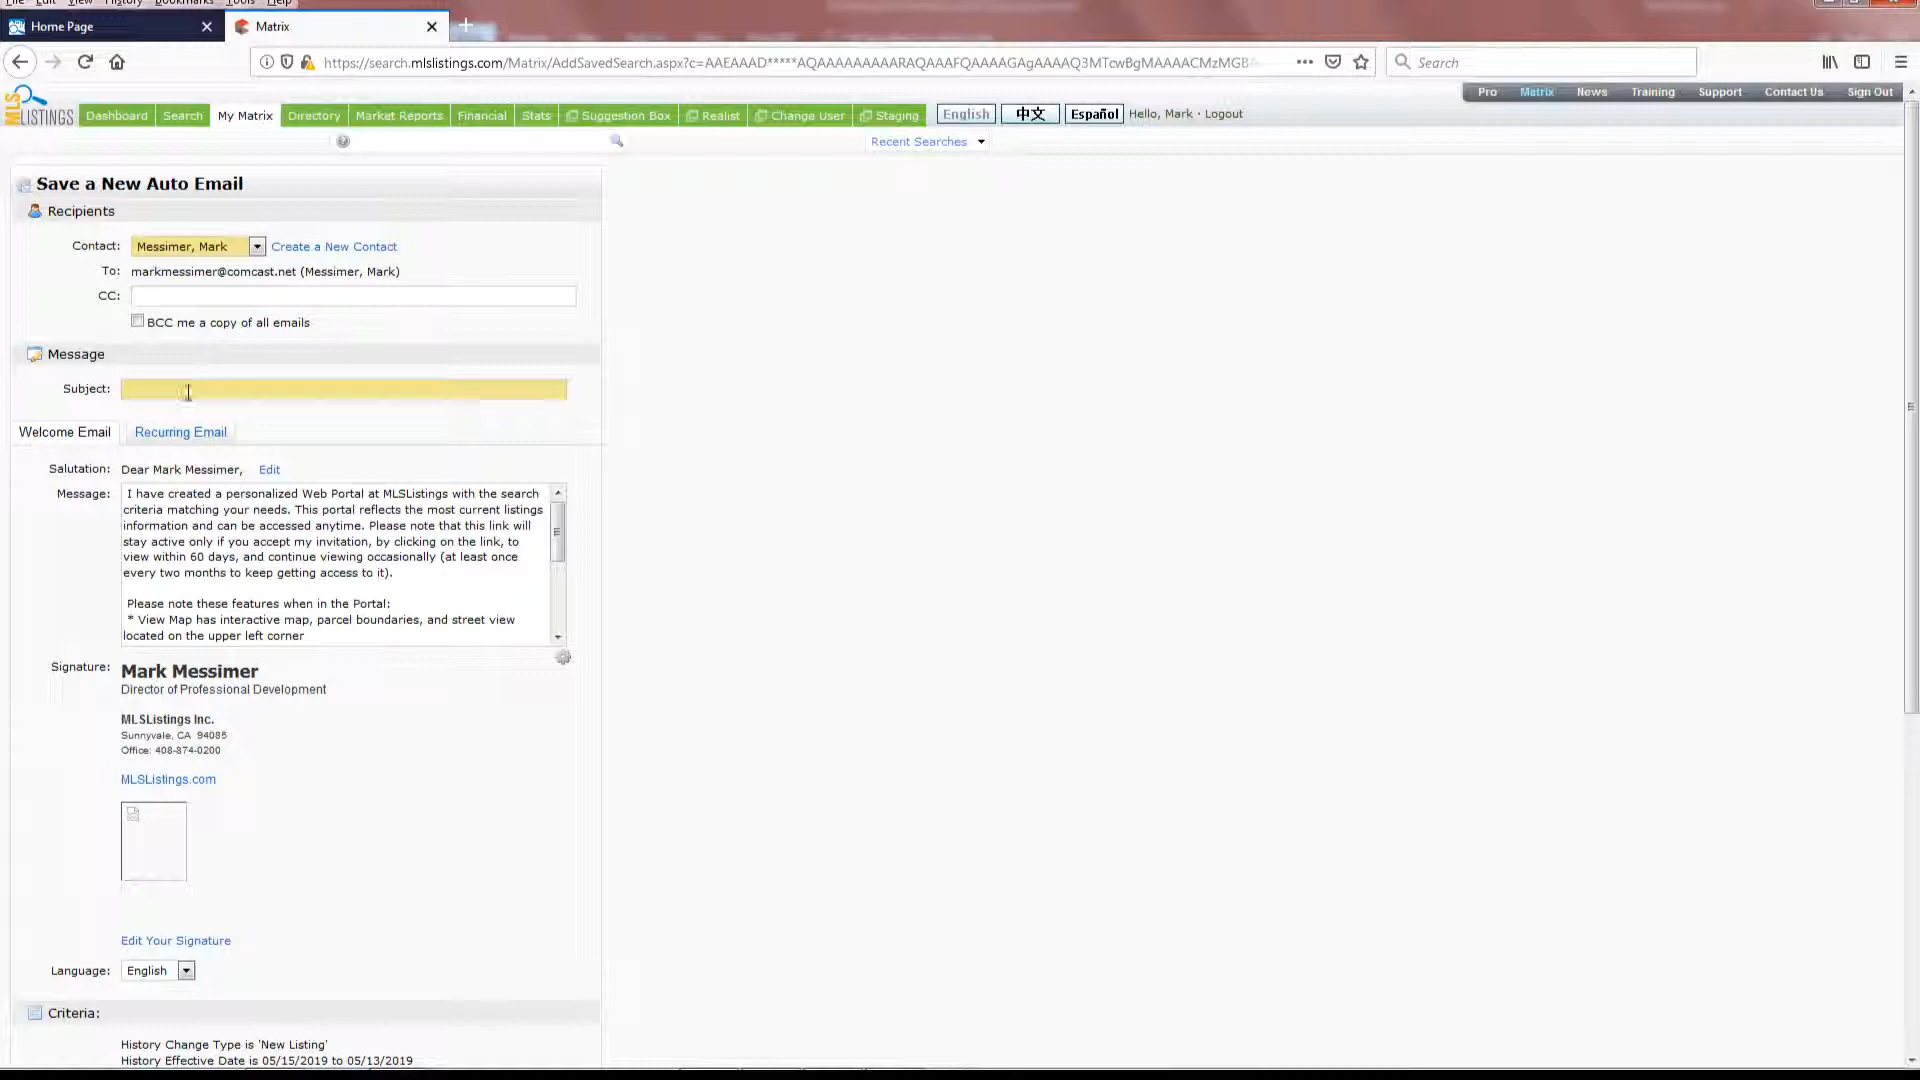 File Edit View History Bookmarks Tools Help
Home Page
Matrix
https://search.mlslistings.com/Matrix/AddSavedSearch.aspx?c=AAEAAAD*****AQAAAAAAAAARAQAAAFQAAAAGAgAAAAQ3MTcwBgMAAAACMzMGB
Search
MLS LISTINGS
Pro Matrix News Training Support Contact Us Sign Out
Dashboard Search My Matrix Directory Market Reports Financial Stats Suggestion Box Realist Change User Staging English 中文 Español Hello, Mark · Logout
Recent Searches
Save a New Auto Email
Recipients
Contact: Messimer, Mark Create a New Contact
To: markmessimer@comcast.net (Messimer, Mark)
CC:
BCC me a copy of all emails
Message
Subject:
Welcome Email Recurring Email
Salutation: Dear Mark Messimer, Edit
Message: I have created a personalized Web Portal at MLSListings with the search
criteria matching your needs. This portal reflects the most current listings
information and can be accessed anytime. Please note that this link will
stay active only if you accept my invitation, by clicking on the link, to
view within 60 days, and continue viewing occasionally (at least once
every two months to keep getting access to it).
Please note these features when in the Portal:
* View Map has interactive map, parcel boundaries, and street view
located on the upper left corner
Signature: Mark Messimer
Director of Professional Development
MLSListings Inc.
Sunnyvale, CA 94085
Office: 408-874-0200
MLSListings.com
Edit Your Signature
Language: English
Criteria:
History Change Type is 'New Listing'
History Effective Date is 05/15/2019 to 05/13/2019